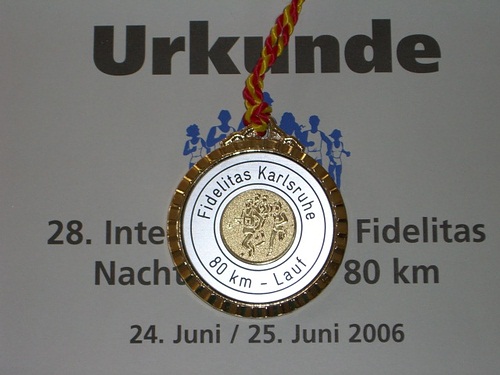 Urkunde
Fidelitas Karlsruhe
80 km - Lauf
28. Inte Fidelitas
Nacht 80 km
24. Juni / 25. Juni 2006